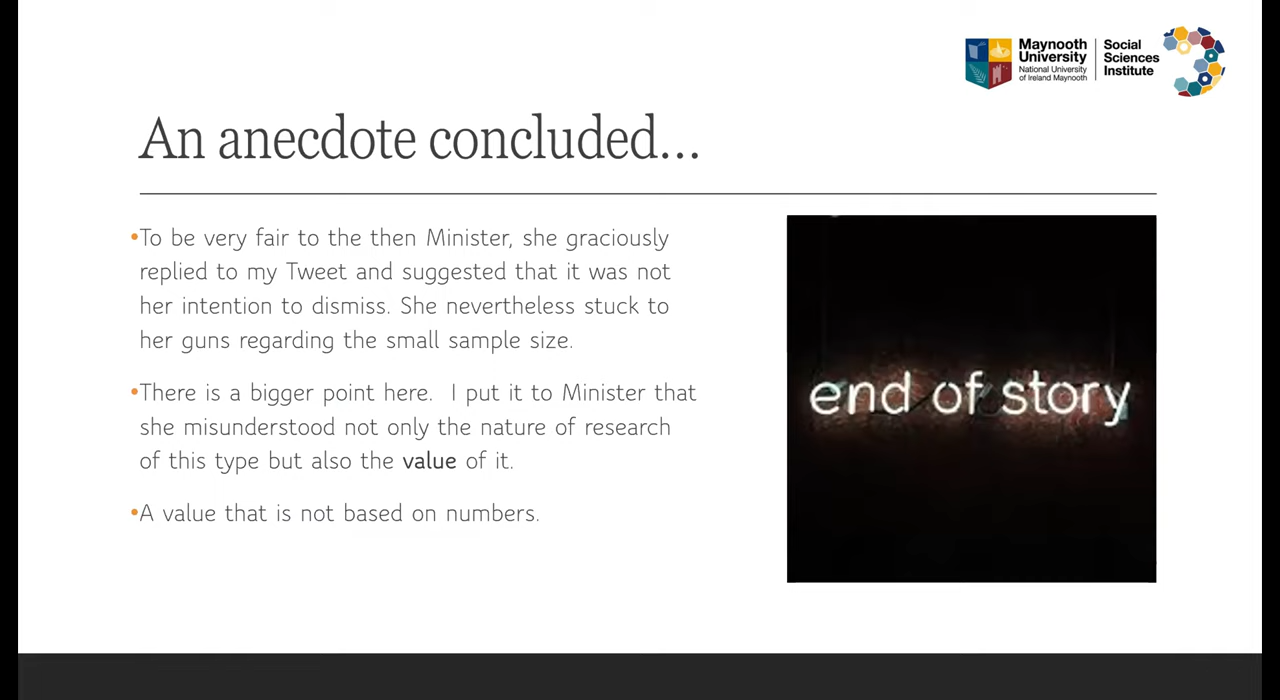 Maynooth
University
National University
of Ireland Maynooth
Social
Sciences
Institute
An anecdote concluded...
•To be very fair to the then Minister, she graciously
replied to my Tweet and suggested that it was not
her intention to dismiss. She nevertheless stuck to
her guns regarding the small sample size.
•There is a bigger point here. I put it to Minister that
she misunderstood not only the nature of research
of this type but also the value of it.
•A value that is not based on numbers.
end of story